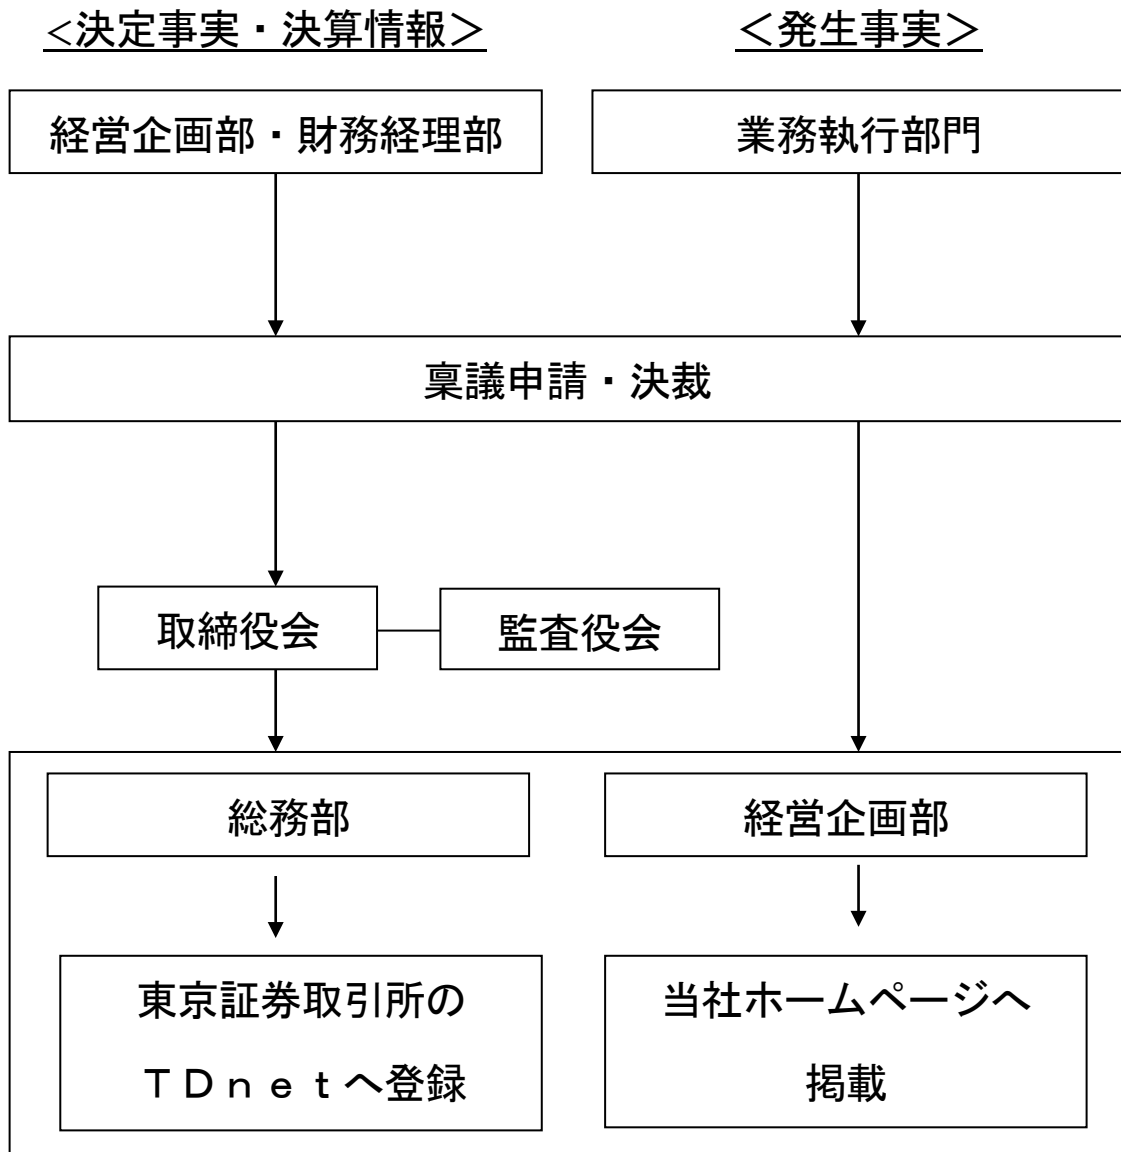 <決定事実・決算情報＞
＜発生事実＞
経営企画部・財務経理部
業務執行部門
稟議申請・決裁
取締役会
監査役会
総務部
経営企画部
東京証券取引所の
ＴＤｎｅｔへ登録
当社ホームページへ
掲載